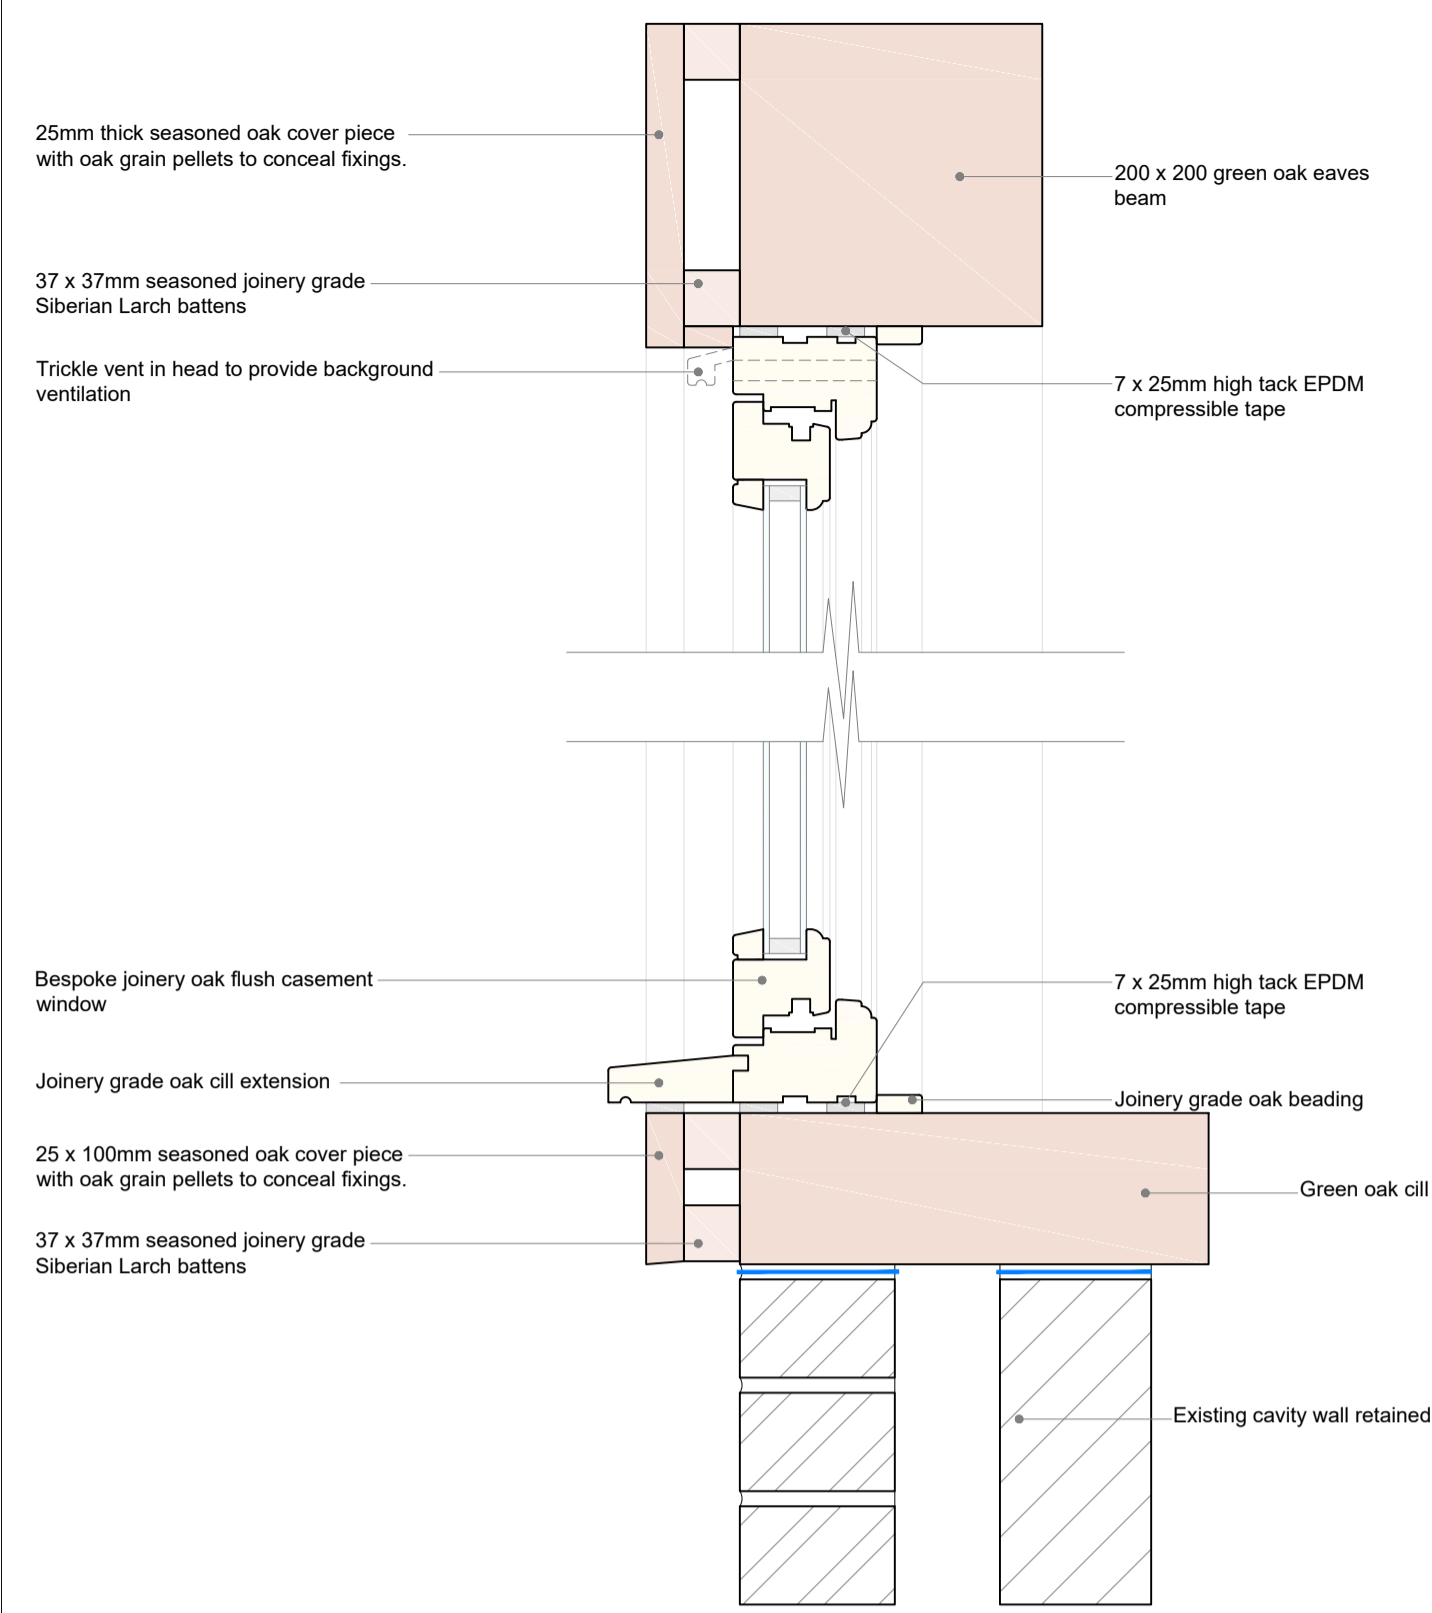 25mm thick seasoned oak cover piece
with oak grain pellets to conceal fixings.
200 x 200 green oak eaves
beam
37 x 37mm seasoned joinery grade
Siberian Larch battens
Trickle vent in head to provide background
ventilation
7 x 25mm high tack EPDM
compressible tape
Bespoke joinery oak flush casement
window
7 x 25mm high tack EPDM
compressible tape
Joinery grade oak cill extension
Joinery grade oak beading
25 x 100mm seasoned oak cover piece
with oak grain pellets to conceal fixings.
Green oak cill
37 x 37mm seasoned joinery grade
Siberian Larch battens
Existing cavity wall retained